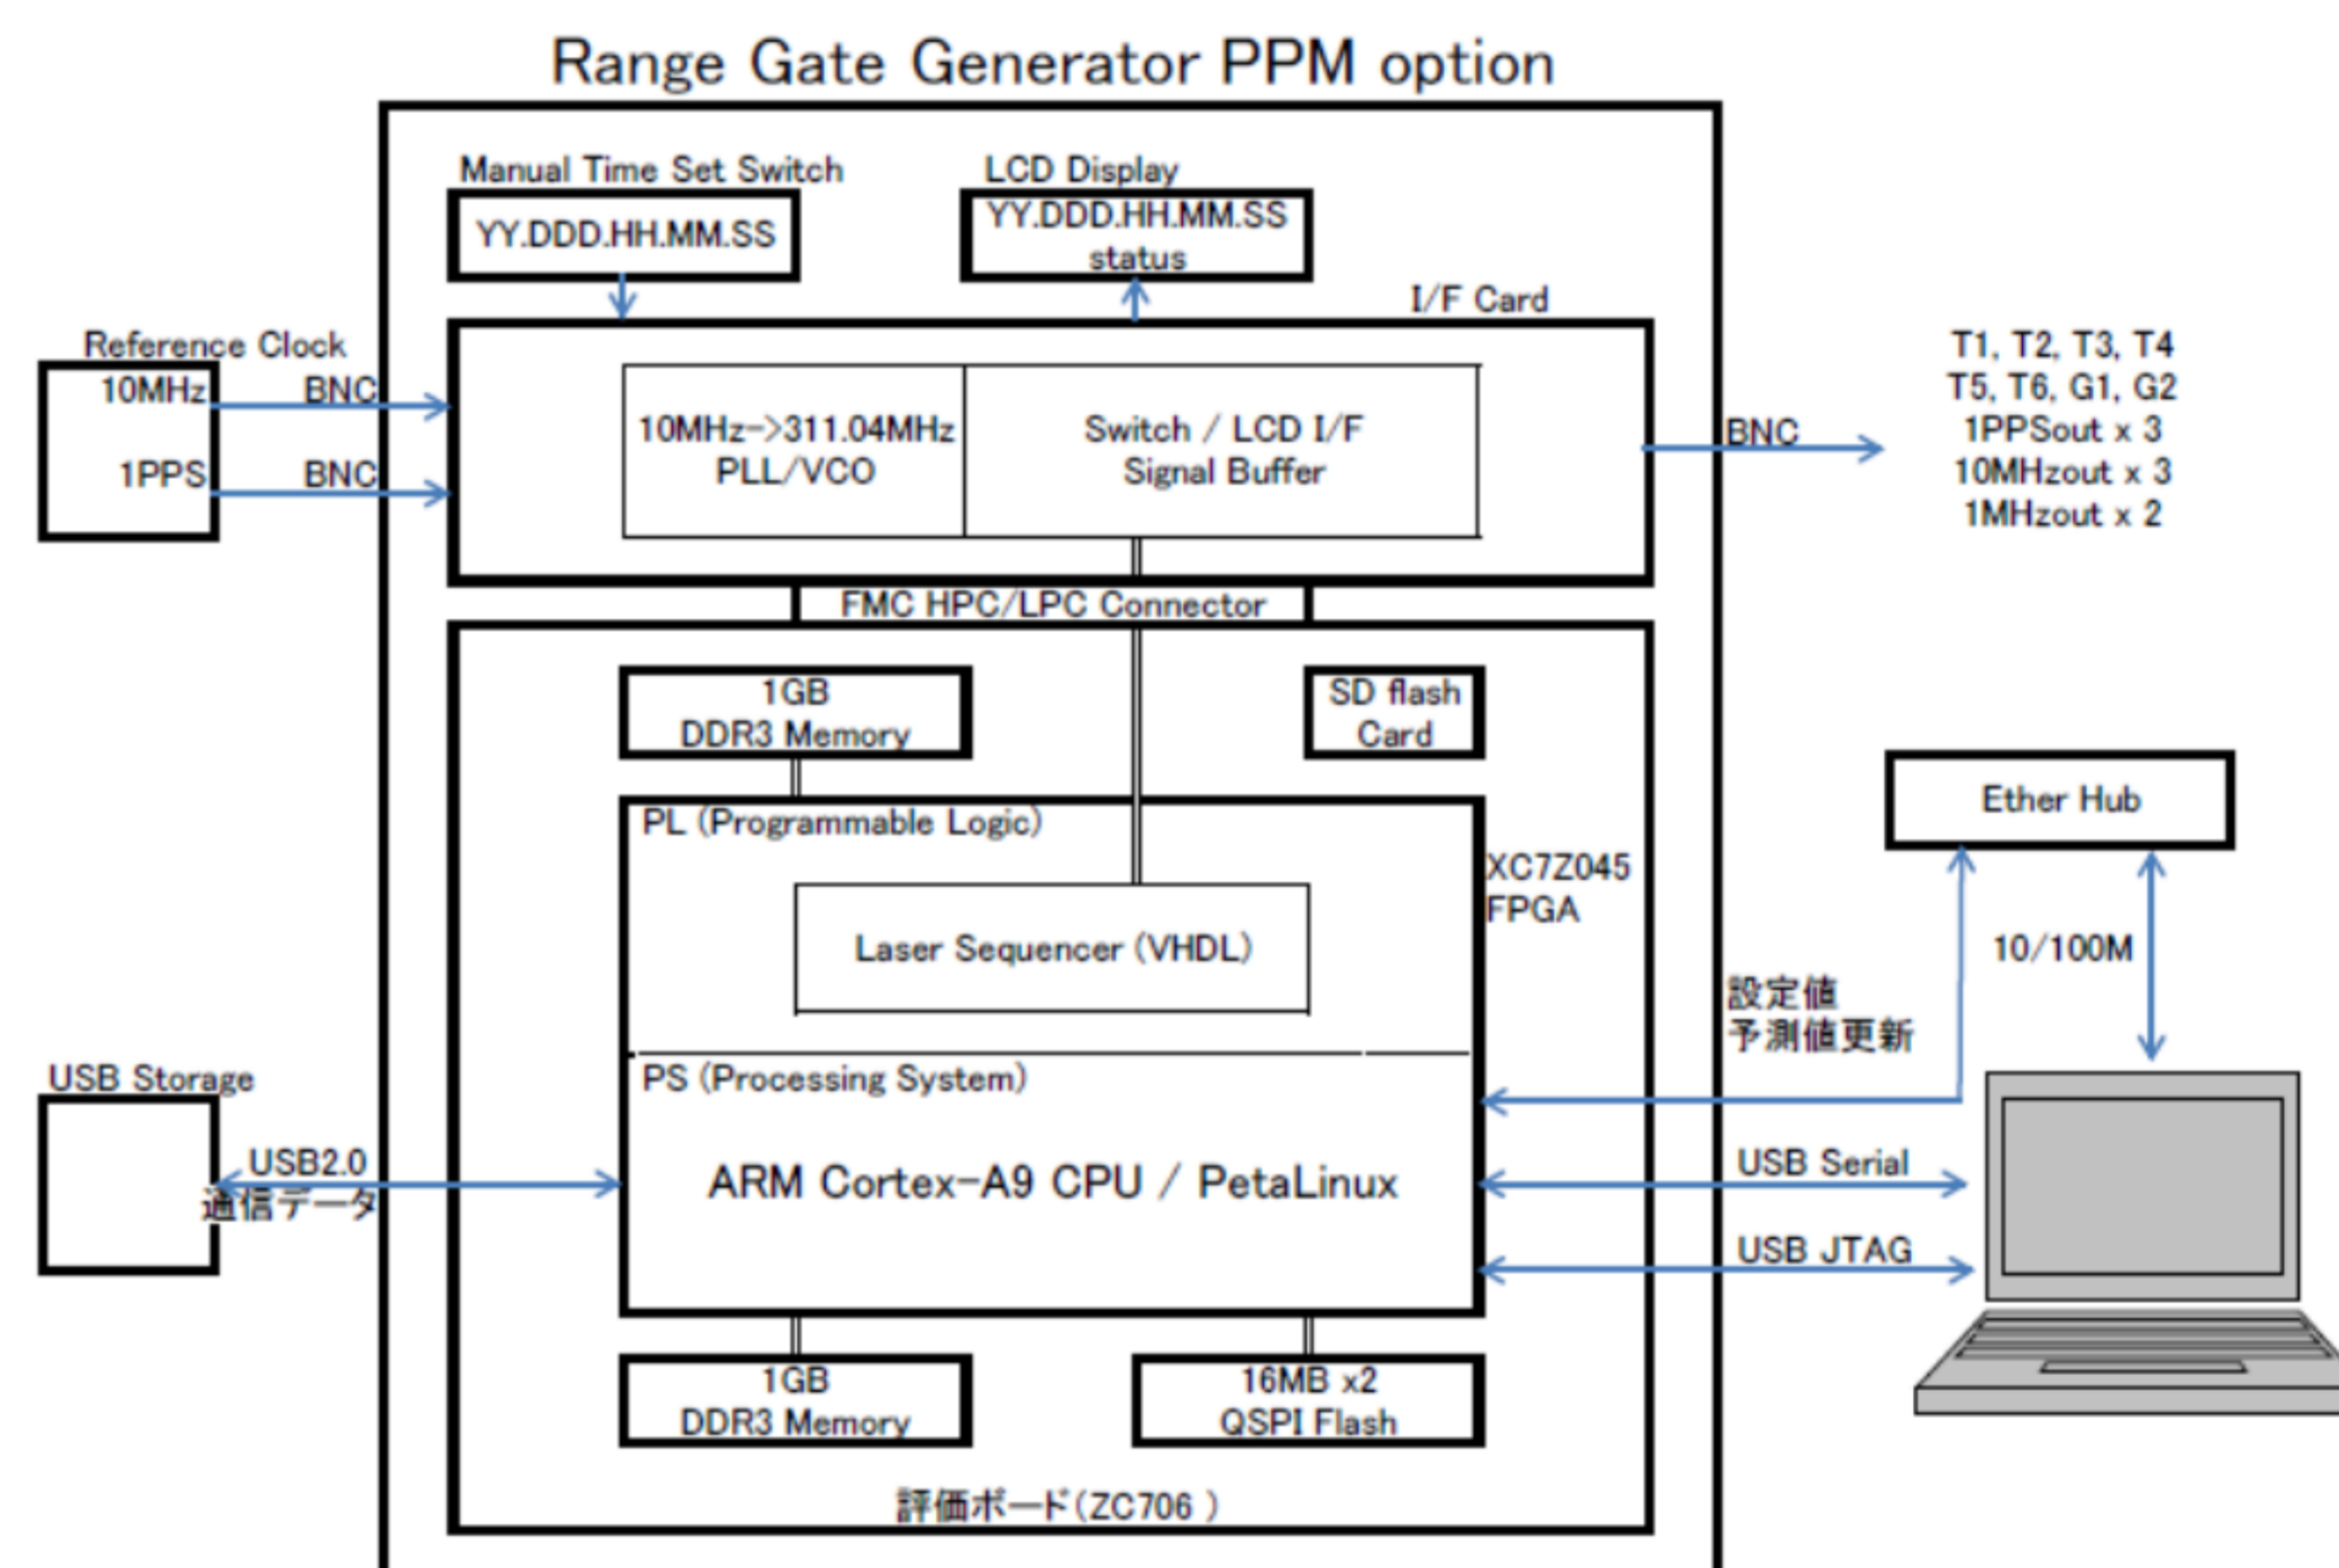 Range Gate Generator PPM option
Manual Time Set Switch
YY.DDD.HH.MM.SS
LCD Display
YY.DDD.HH.MM.SS
status
I/F Card
Reference Clock
10MHz
BNC
1PPS
BNC
10MHz->311.04MHz
PLL/VCO
Switch / LCD I/F
Signal Buffer
BNC
T1, T2, T3, T4
T5, T6, G1, G2
1PPSout x 3
10MHzout x 3
1MHzout x 2
FMC HPC/LPC Connector
1GB
DDR3 Memory
SD flash
Card
PL (Programmable Logic)
XC7Z045
FPGA
Laser Sequencer (VHDL)
Ether Hub
10/100M
設定値
予測値更新
PS (Processing System)
ARM Cortex-A9 CPU / PetaLinux
USB Storage
USB2.0
通信データ
USB Serial
USB JTAG
1GB
DDR3 Memory
16MB x2
QSPI Flash
評価ボード(ZC706 )